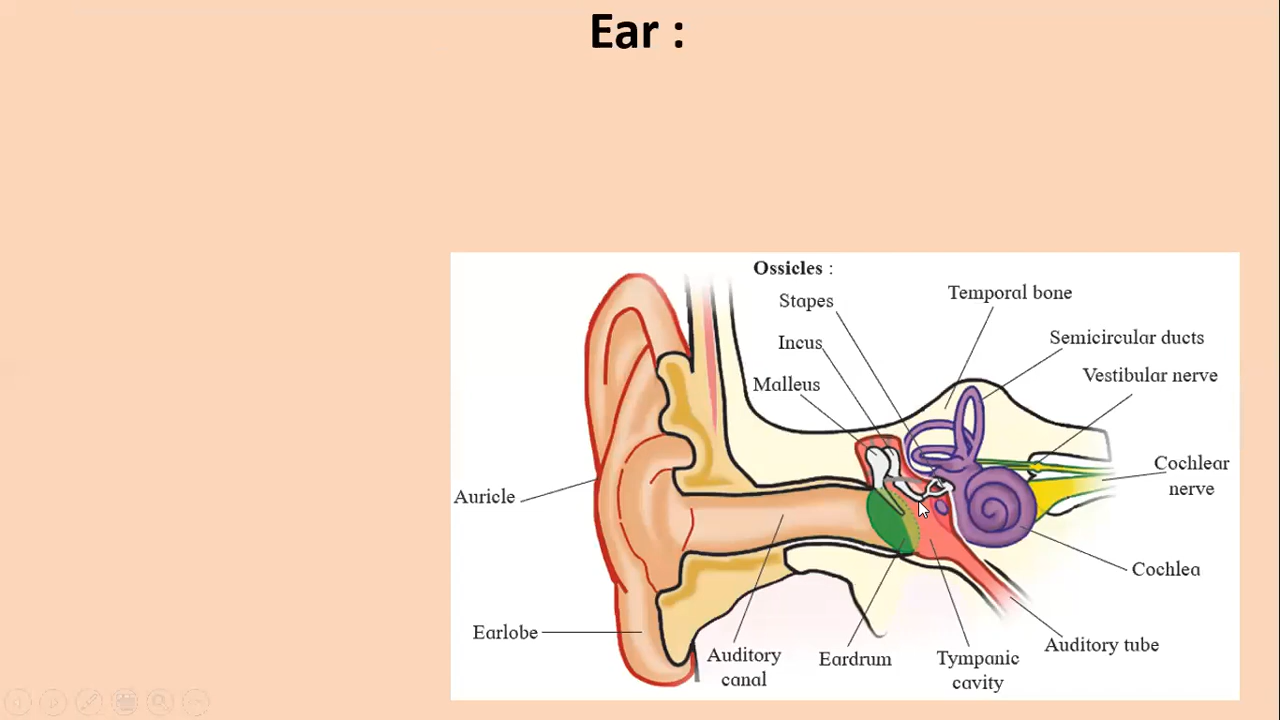 Ear :
Ossicles :
Stapes
Incus
Malleus
Temporal bone
Semicircular ducts
Vestibular nerve
Cochlear
nerve
Cochlea
Auditory tube
Tympanic
cavity
Eardrum
Auditory
canal
Earlobe
Auricle